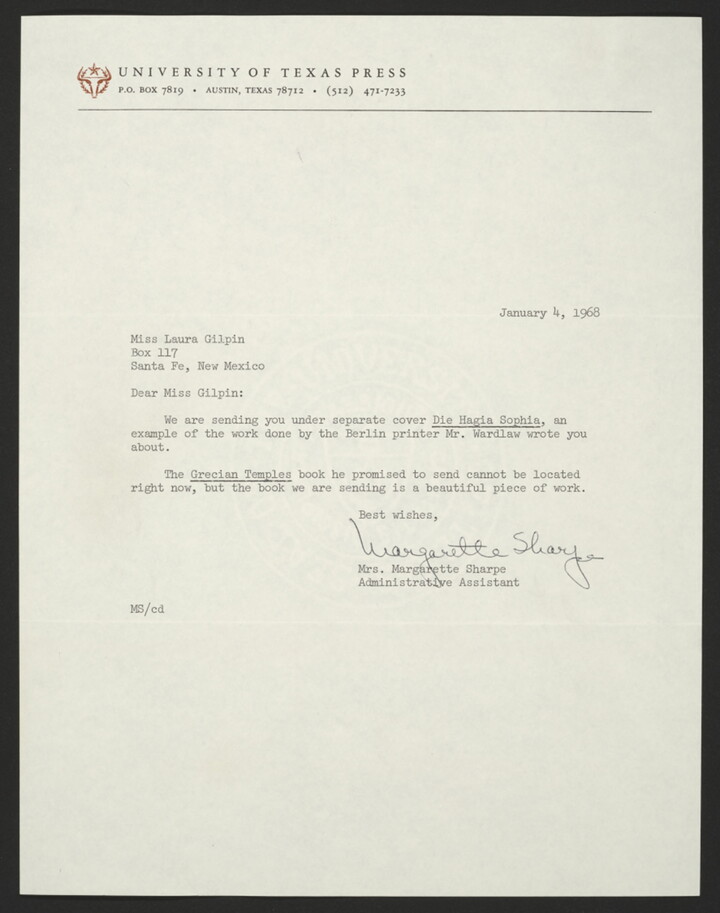 UNIVERSITY OF TEXAS PRESS
P.O. BOX 7819 • AUSTIN, TEXAS 78712 • (512) 471-7233
January 4, 1968
Miss Laura Gilpin
Box 117
Santa Fe, New Mexico
Dear Miss Gilpin:
We are sending you under separate cover Die Hagia Sophia, an
example of the work done by the Berlin printer Mr. Wardlaw wrote you
about.
The Grecian Temples book he promised to send cannot be located
right now, but the book we are sending is a beautiful piece of work.
Best wishes,
Margarette Sharpe
Mrs. Margarette Sharpe
Administrative Assistant
MS/cd